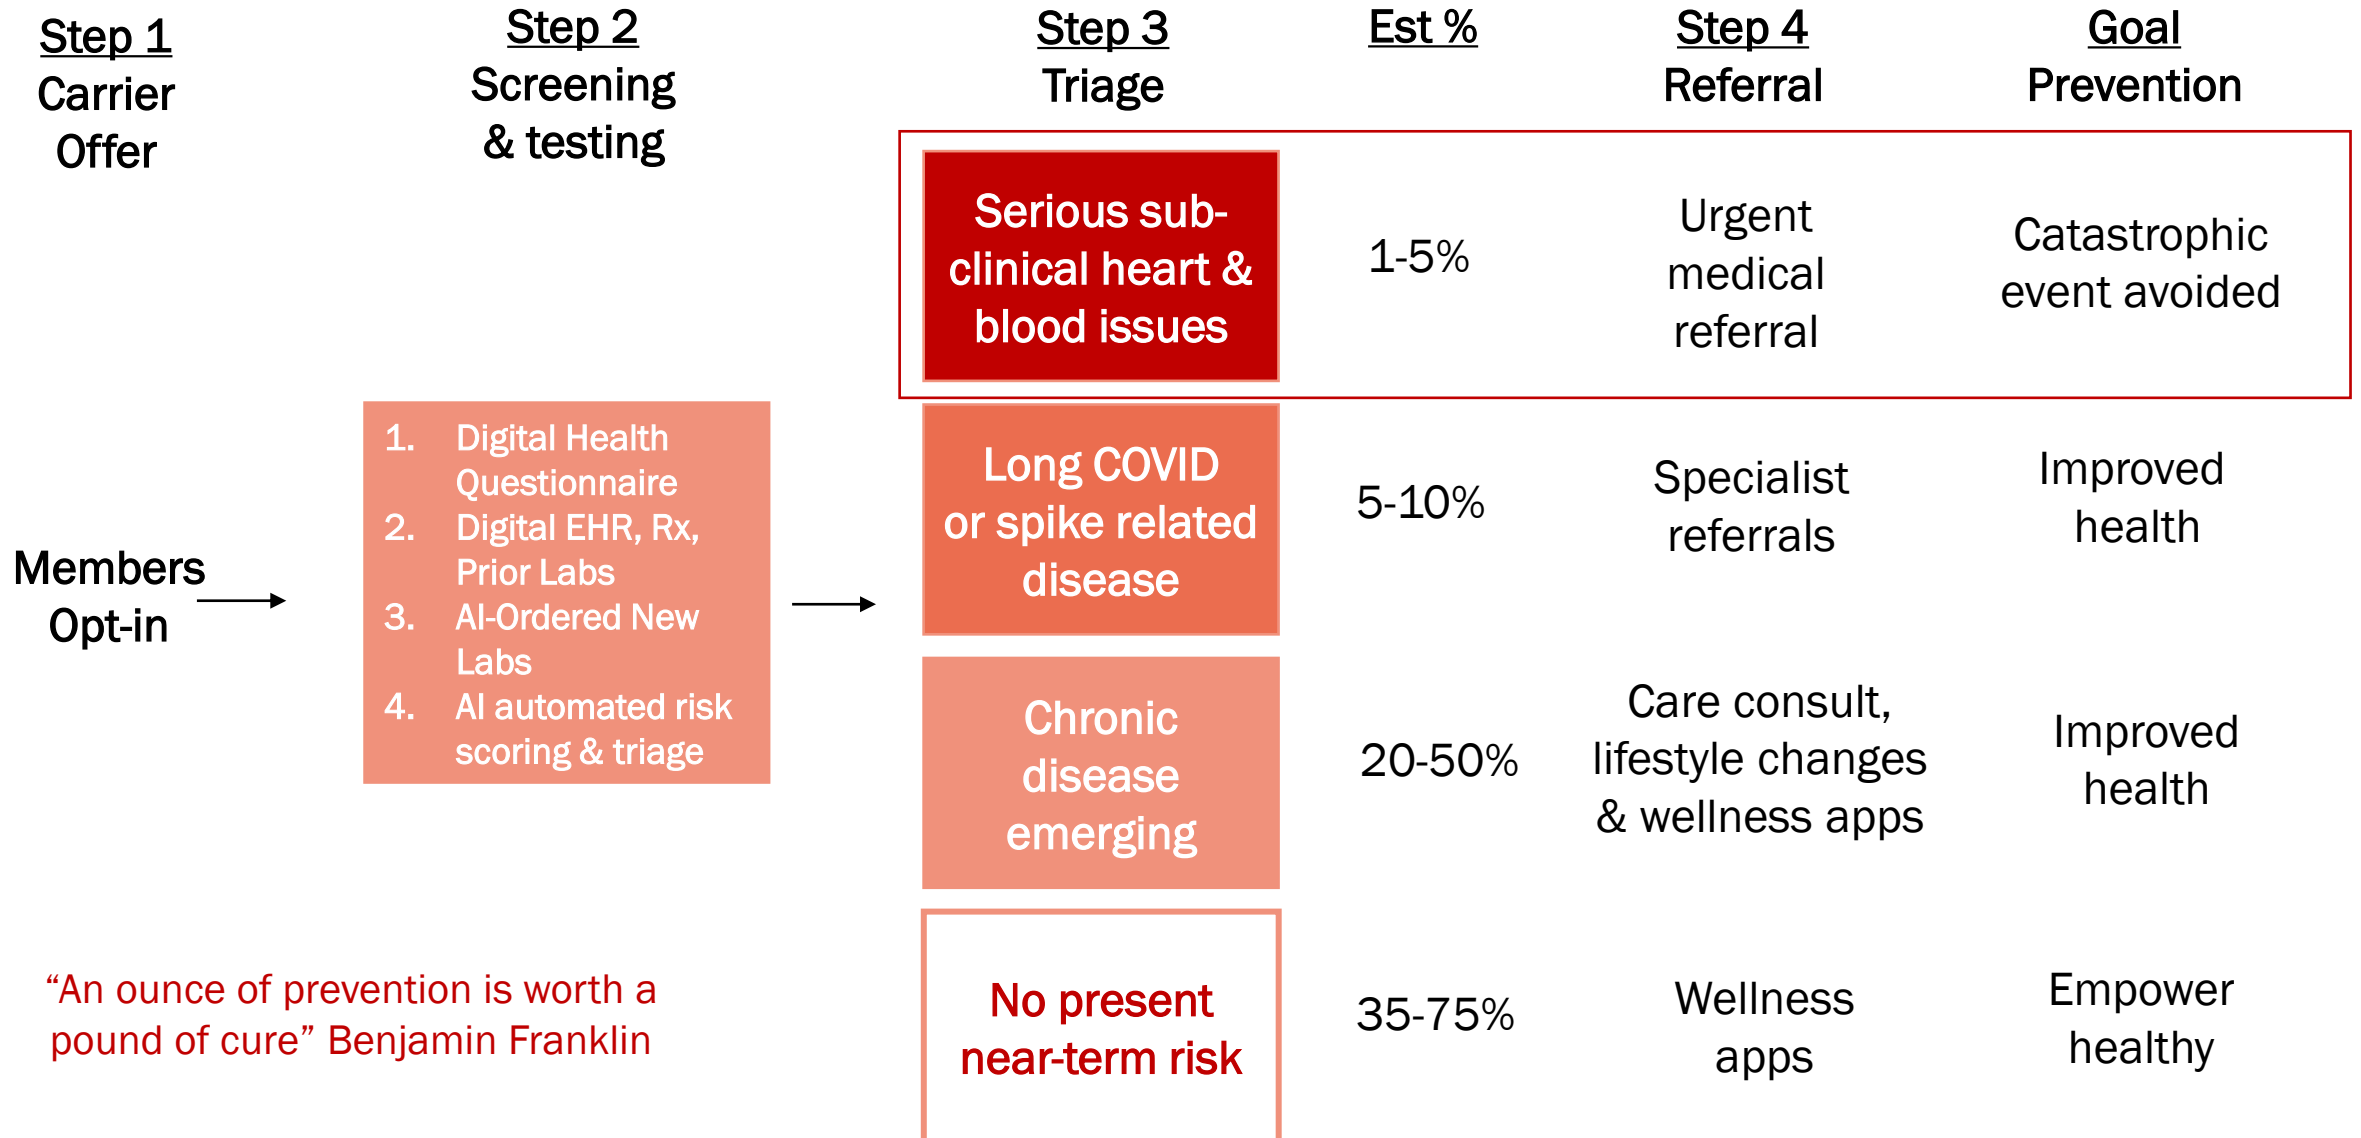 Step 1
Carrier
Offer
Step 2
Screening
& testing
Step 3
Triage
Est %
Step 4
Referral
Goal
Prevention
Members
Opt-in
1. Digital Health
Questionnaire
2. Digital EHR, Rx,
Prior Labs
3. AI-Ordered New
Labs
4. AI automated risk
scoring & triage
Serious sub-
clinical heart &
blood issues
1-5%
Urgent
medical
referral
Catastrophic
event avoided
Long COVID
or spike related
disease
5-10%
Specialist
referrals
Improved
health
Chronic
disease
emerging
20-50%
Care consult,
lifestyle changes
& wellness apps
Improved
health
No present
near-term risk
35-75%
Wellness
apps
Empower
healthy
“An ounce of prevention is worth a
pound of cure” Benjamin Franklin